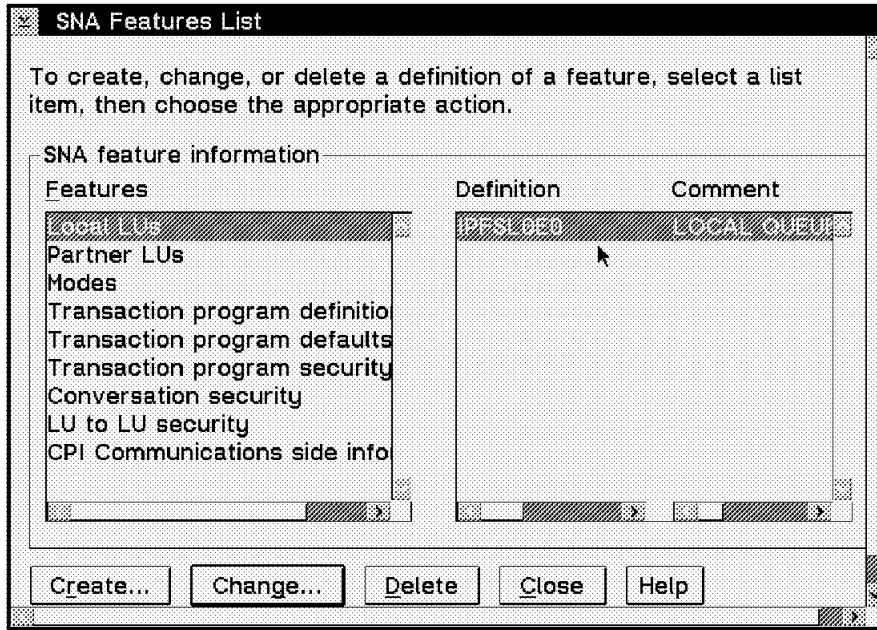 SNA Features List
To create, change, or delete a definition of a feature, select a list
item, then choose the appropriate action.
SNA feature information
Features
Definition
Comment
Local LUs
IPFSL0E0
LOCAL QUEU
Partner LUs
Modes
Transaction program definitio
Transaction program defaults
Transaction program security
Conversation security
LU to LU security
CPI Communications side info
Create...
Change...
Delete
Close
Help